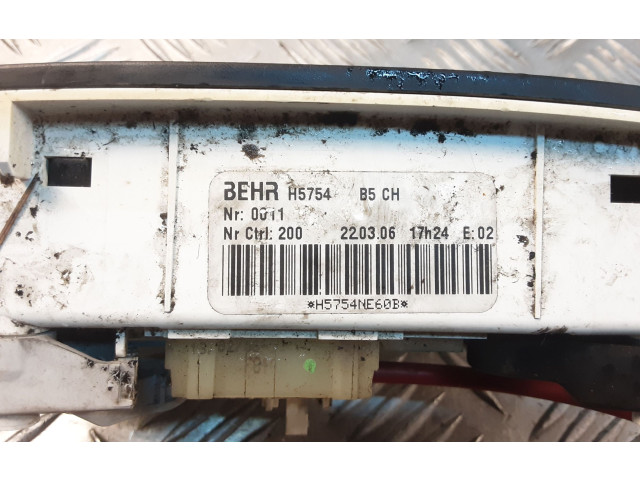 BEHR H5754 B5 CH
Nr: 0011
Nr Ctrl: 200 22.03.06 17h24 E: 02
*H5754NE60B*